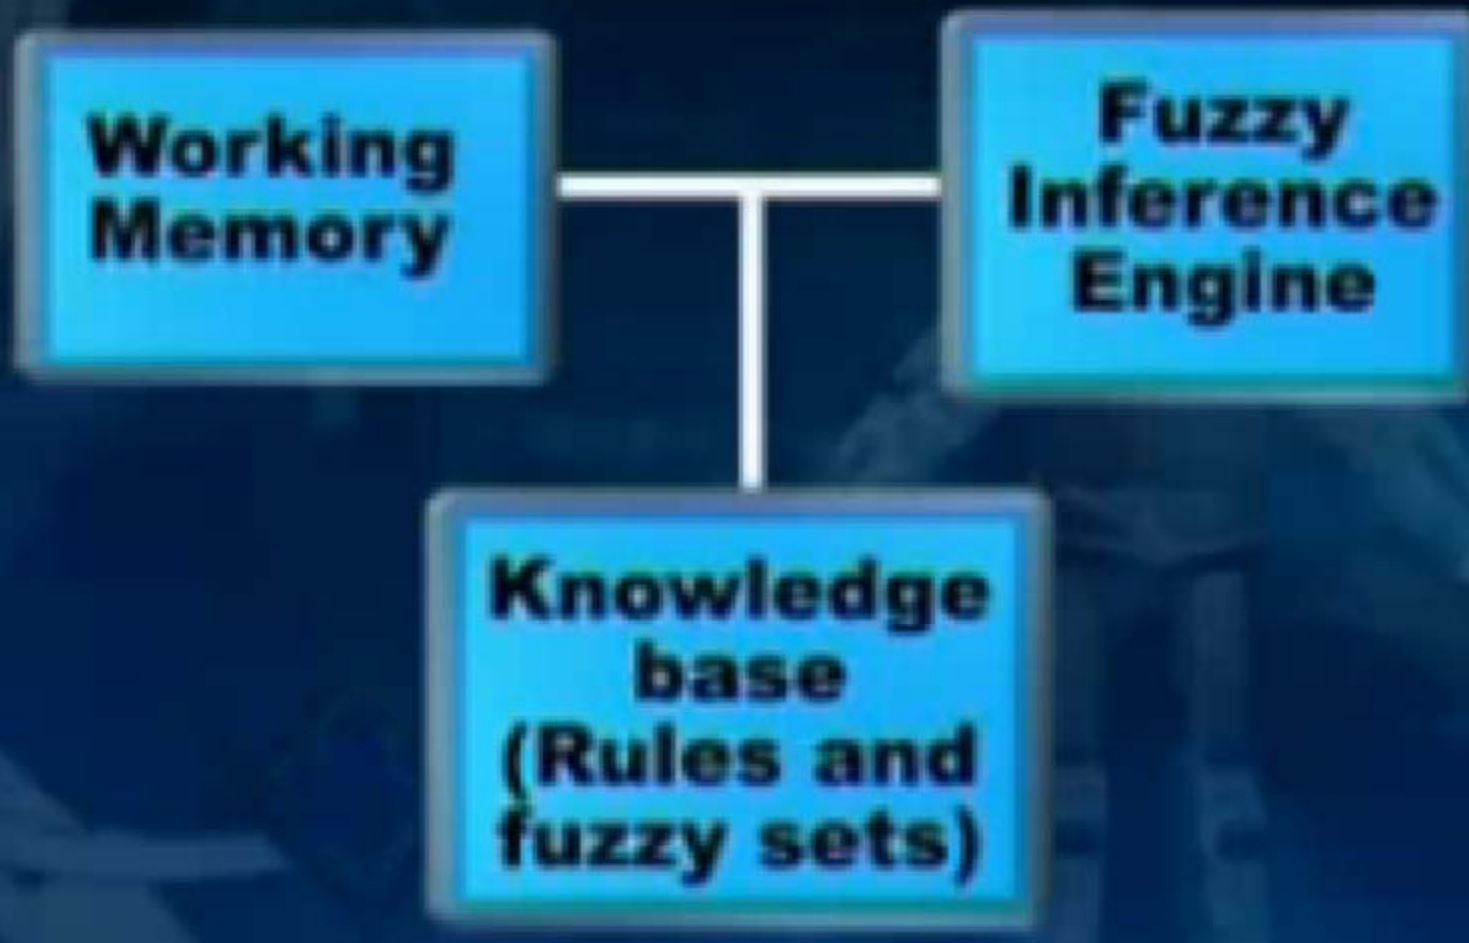 Working
Memory
Fuzzy
Inference
Engine
Knowledge
base
(Rules and
fuzzy sets)